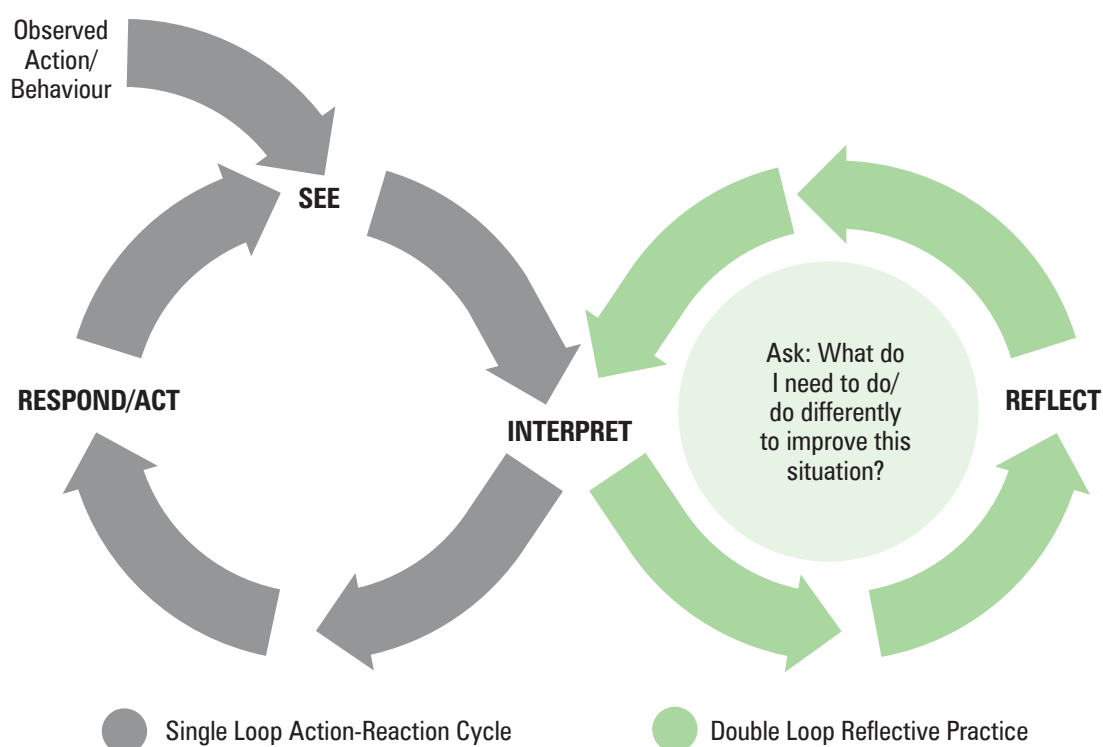 Observed
Action/
Behaviour
SEE
RESPOND/ACT
INTERPRET
Ask: What do
I need to do/
do differently
to improve this
situation?
REFLECT
Single Loop Action-Reaction Cycle
Double Loop Reflective Practice